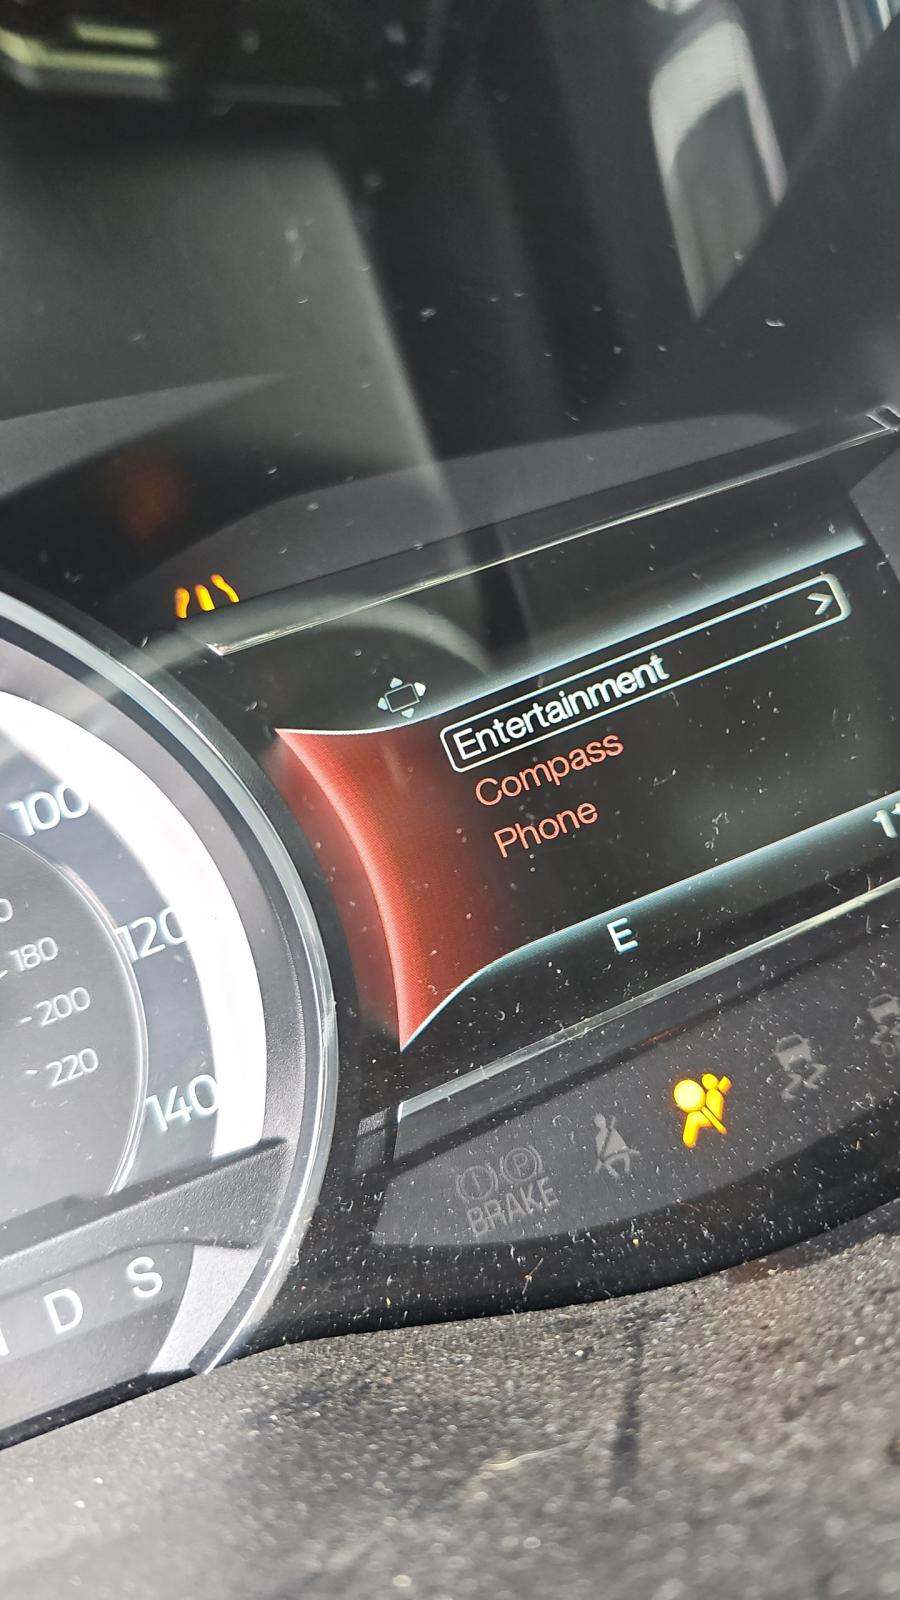 Entertainment >
Compass
Phone
E
100
120
180
200
220
140
BRAKE
D S